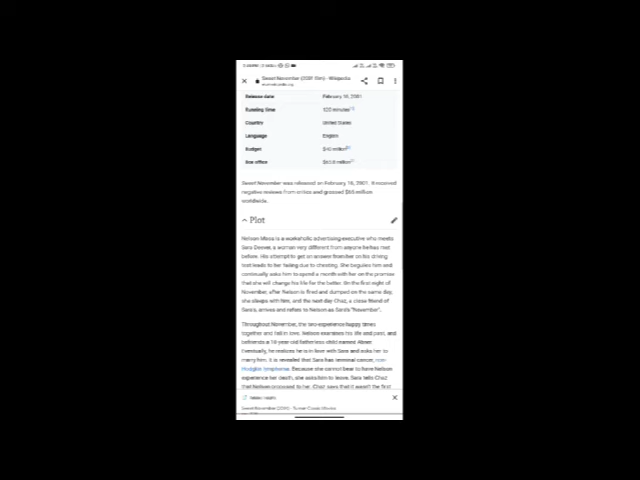 Sweet November (2001 film) - Wikipedia
Release date February 16, 2001
Running time 120 minutes
Country United States
Language English
Budget $40 million
Box office $65.8 million
Sweet November was released on February 16, 2001. It received
negative reviews from critics and grossed $65 million
worldwide.
Plot
Nelson Moss is a workaholic advertising executive who meets
Sara Deever, a woman very different from anyone he has met
before. His attempt to get an answer from her on his driving
test leads to her failing due to cheating. She beguiles him and
continually asks him to spend a month with her on the promise
that she will change his life for the better. On the first night of
November, after Nelson is fired and dumped on the same day,
she sleeps with him, and the next day Chaz, a close friend of
Sara's, arrives and refers to Nelson as Sara's "November".
Throughout November, the two experience happy times
together and fall in love. Nelson examines his life and past, and
befriends a 10 year old fatherless child named Abner.
Eventually, he realizes he is in love with Sara and asks her to
marry him. It is revealed that Sara has terminal cancer, non-
Hodgkin lymphoma. Because she cannot bear to have Nelson
experience her death, she asks him to leave. Sara tells Chaz
that Nelson proposed to her. Chaz says that it wasn't the first
Sweet November (2001) - Turner Classic Movies